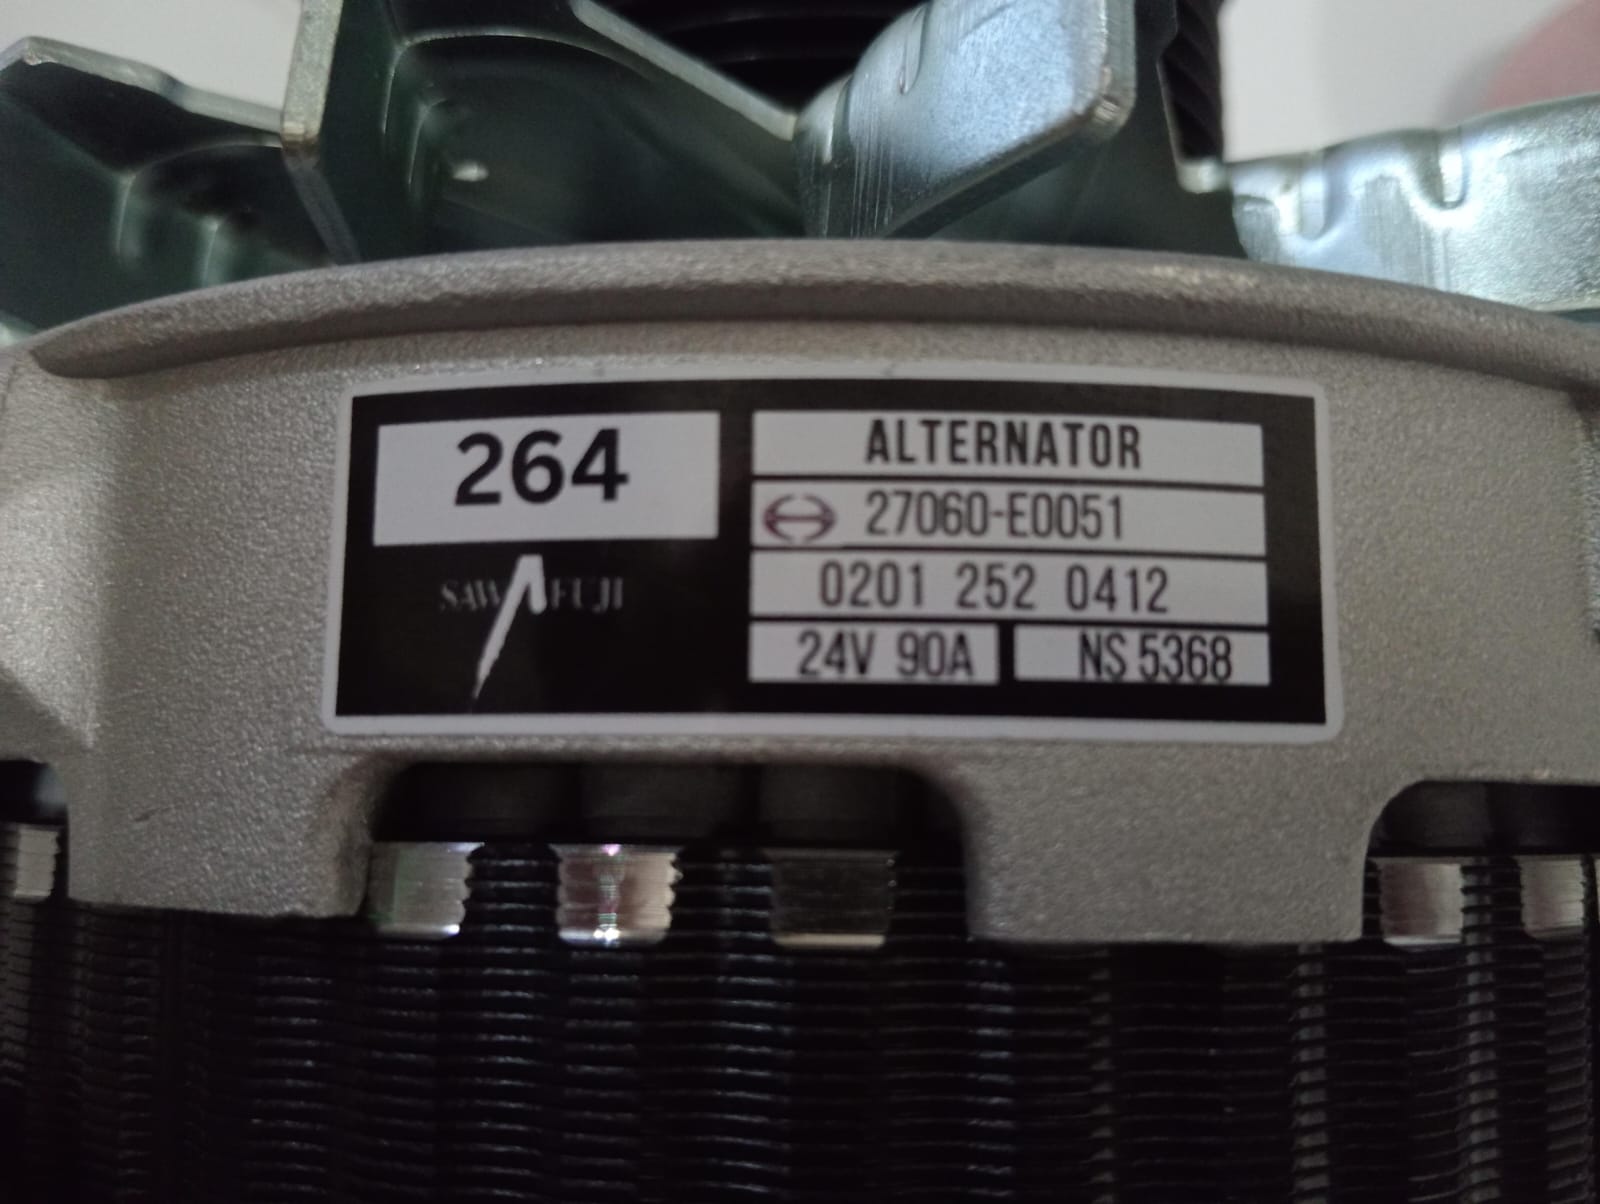 264
SAWAFUJI
ALTERNATOR
27060-E0051
0201 252 0412
24V 90A
NS 5368